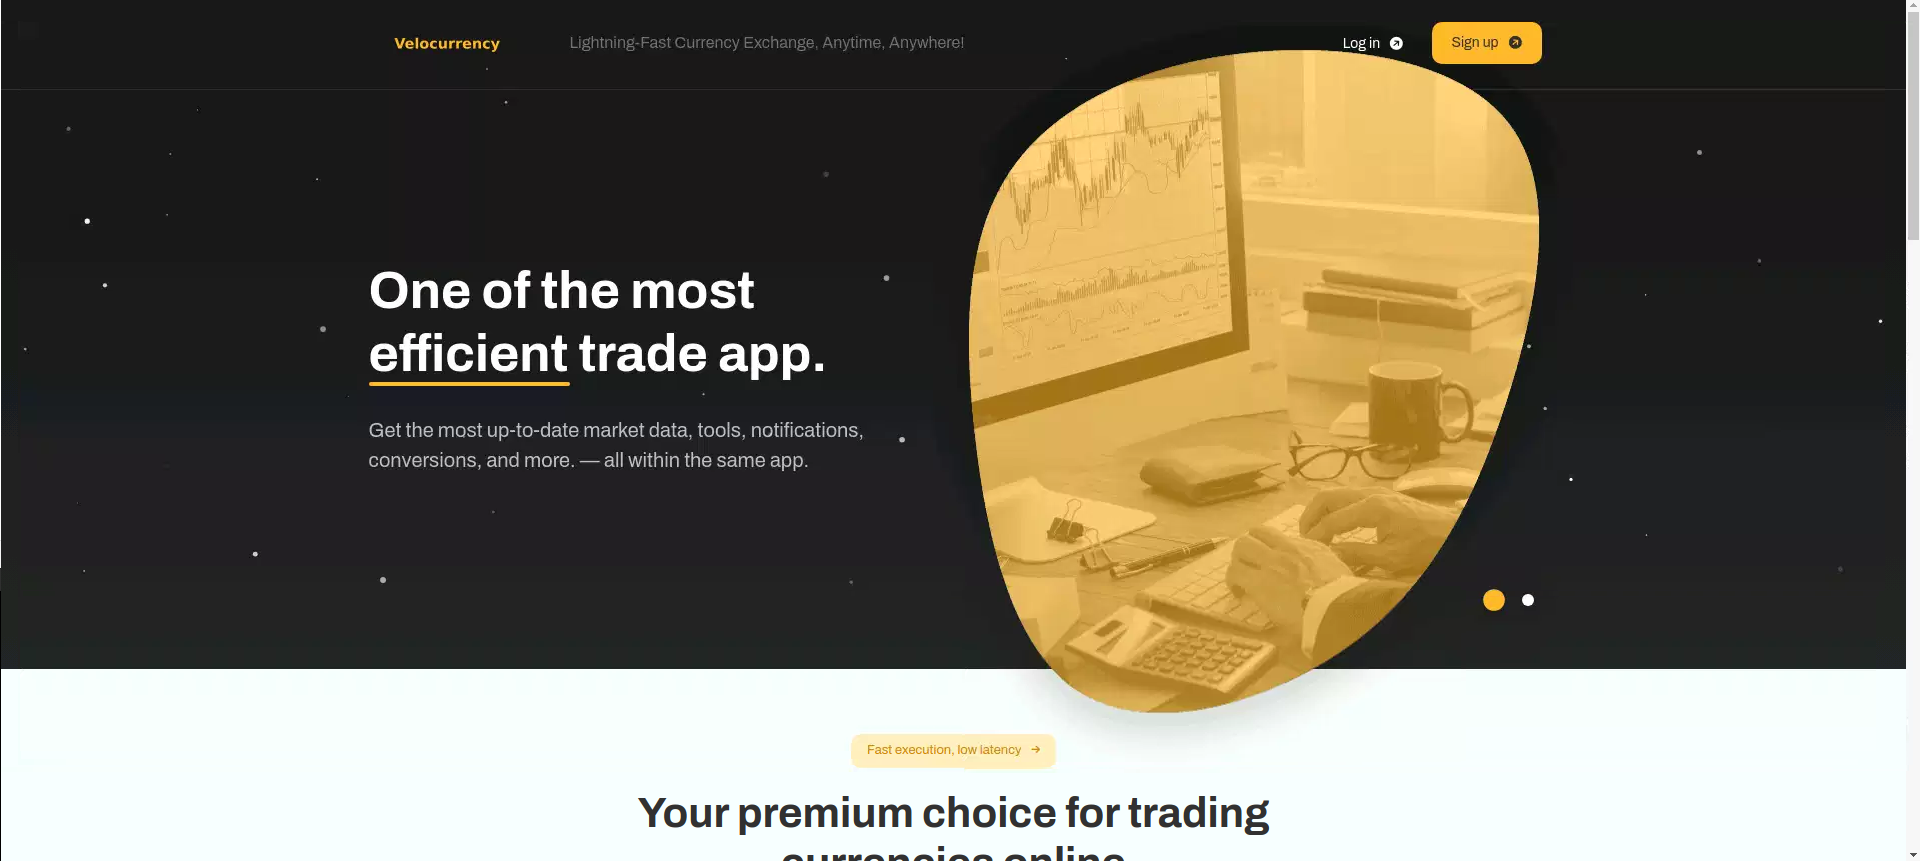 Velocurrency
Lightning-Fast Currency Exchange, Anytime, Anywhere!
Log in
Sign up
One of the most
efficient trade app.
Get the most up-to-date market data, tools, notifications,
conversions, and more. — all within the same app.
Fast execution, low latency
Your premium choice for trading
currencies online